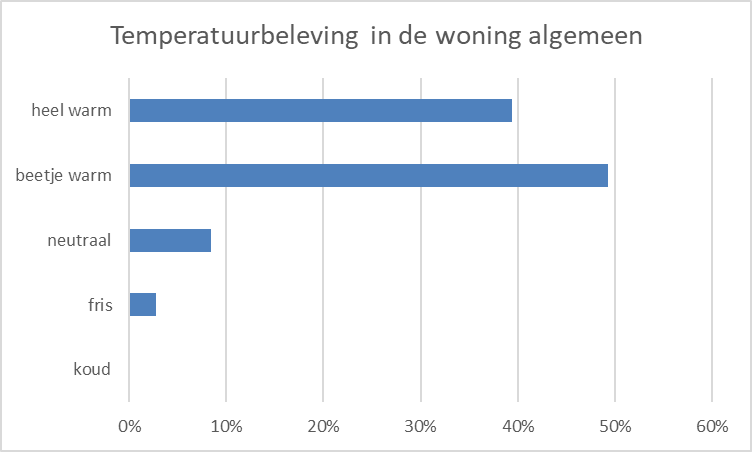 Temperatuurbeleving in de woning algemeen
heel warm
beetje warm
neutraal
fris
koud
0% 10% 20% 30% 40% 50% 60%